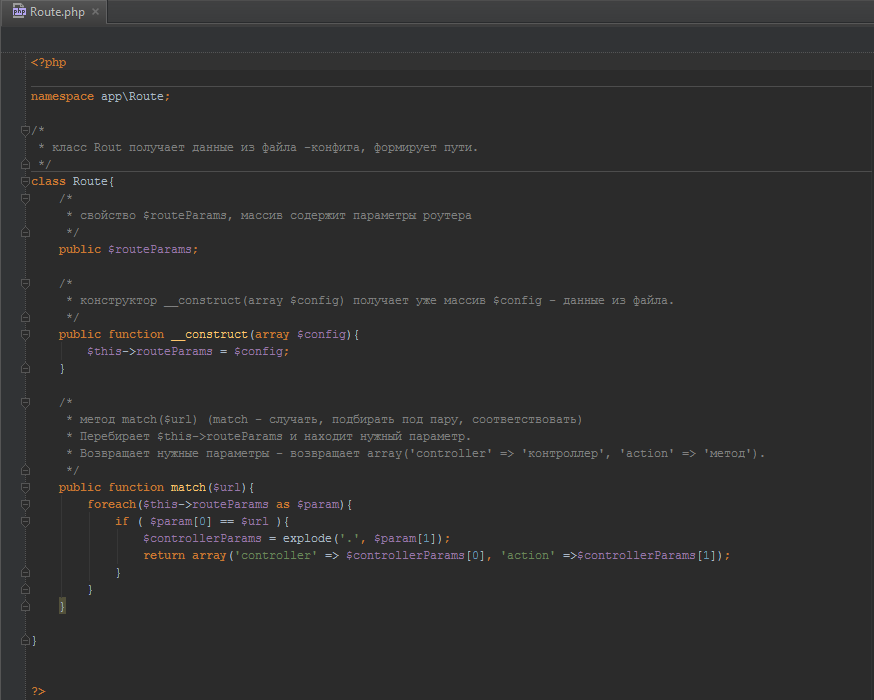 Route.php
<?php
namespace app\Route;
/*
 * класс Rout получает данные из файла -конфига, формирует пути.
 */
class Route{
    /*
     * свойство $routeParams, массив содержит параметры роутера
     */
    public $routeParams;
    /*
     * конструктор __construct(array $config) получает уже массив $config - данные из файла.
     */
    public function __construct(array $config){
        $this->routeParams = $config;
    }
    /*
     * метод match($url) (match - случать, подбирать под пару, соответствовать)
     * Перебирает $this->routeParams и находит нужный параметр.
     * Возвращает нужные параметры - возвращает array('controller' => 'контроллер', 'action' => 'метод').
     */
    public function match($url){
        foreach($this->routeParams as $param){
            if ( $param[0] == $url ){
                $controllerParams = explode('.', $param[1]);
                return array('controller' => $controllerParams[0], 'action' =>$controllerParams[1]);
            }
        }
    }
}
?>